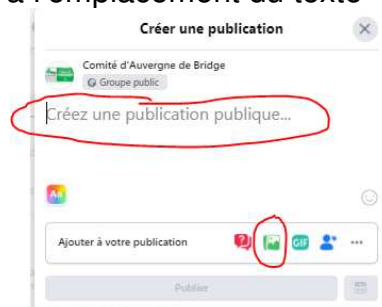 à l'emplacement du texte
Créer une publication
Comité d'Auvergne de Bridge
Groupe public
Créez une publication publique...
Aa
Ajouter à votre publication
GIF
Publier